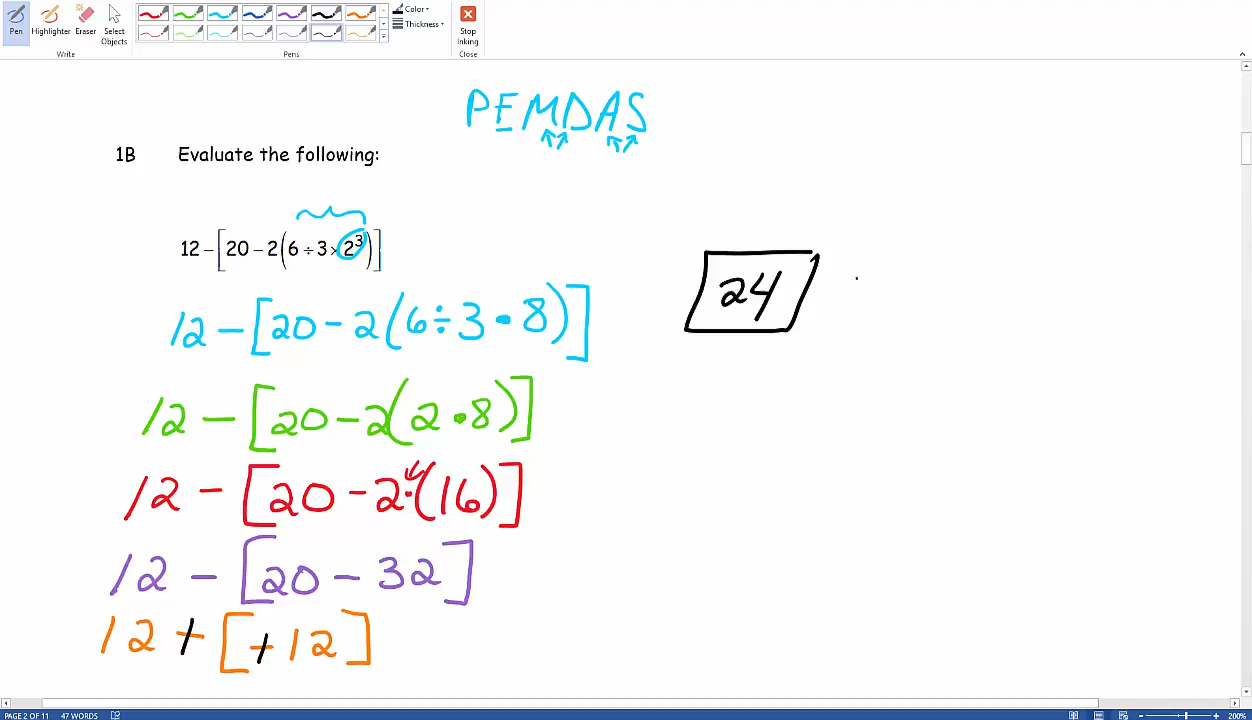 Pen
Highlighter
Eraser
Select Objects
Write
Pens
Color
Thickness
Stop Inking
Close
PEMDAS
1B Evaluate the following:
12 – [20 – 2(6 ÷ 3 × 2³)]
12 – [20 – 2(6 ÷ 3 • 8)]
24
12 – [20 – 2(2 • 8)]
12 – [20 – 2·(16)]
12 – [20 – 32]
12 + [+12]
PAGE 2 OF 11 47 WORDS 200%